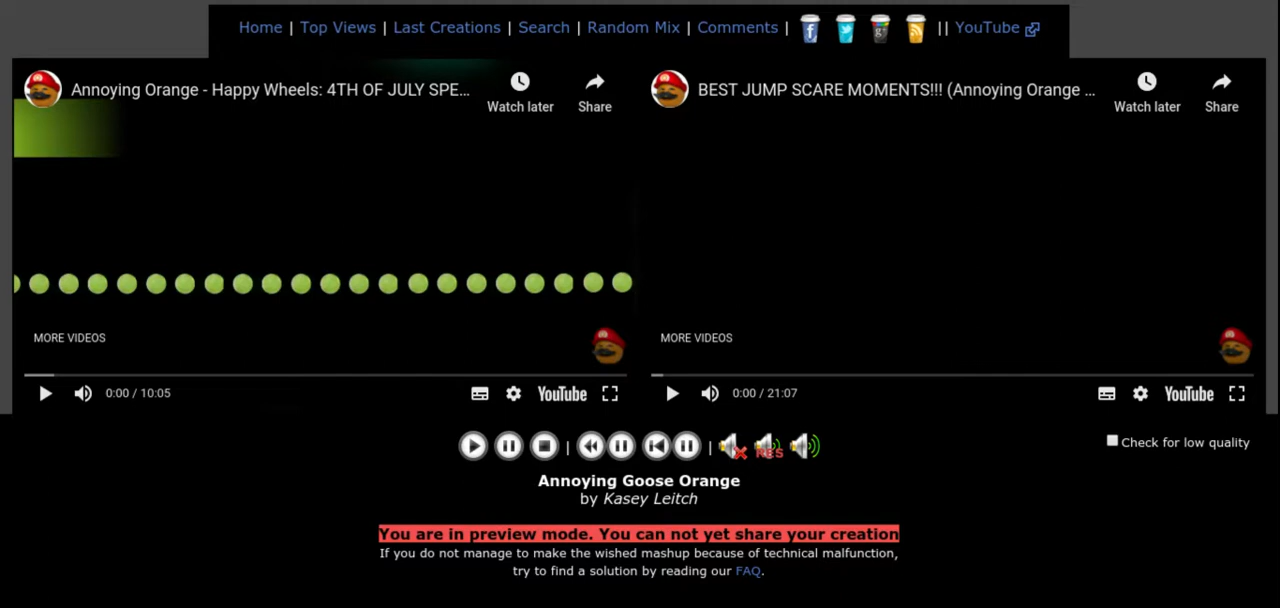 Home | Top Views | Last Creations | Search | Random Mix | Comments | || YouTube
Annoying Orange - Happy Wheels: 4TH OF JULY SPE...
Watch later
Share
MORE VIDEOS
0:00 / 10:05
YouTube
BEST JUMP SCARE MOMENTS!!! (Annoying Orange ...
Watch later
Share
MORE VIDEOS
0:00 / 21:07
YouTube
| | RES
Check for low quality
Annoying Goose Orange
by Kasey Leitch
You are in preview mode. You can not yet share your creation
If you do not manage to make the wished mashup because of technical malfunction,
try to find a solution by reading our FAQ.